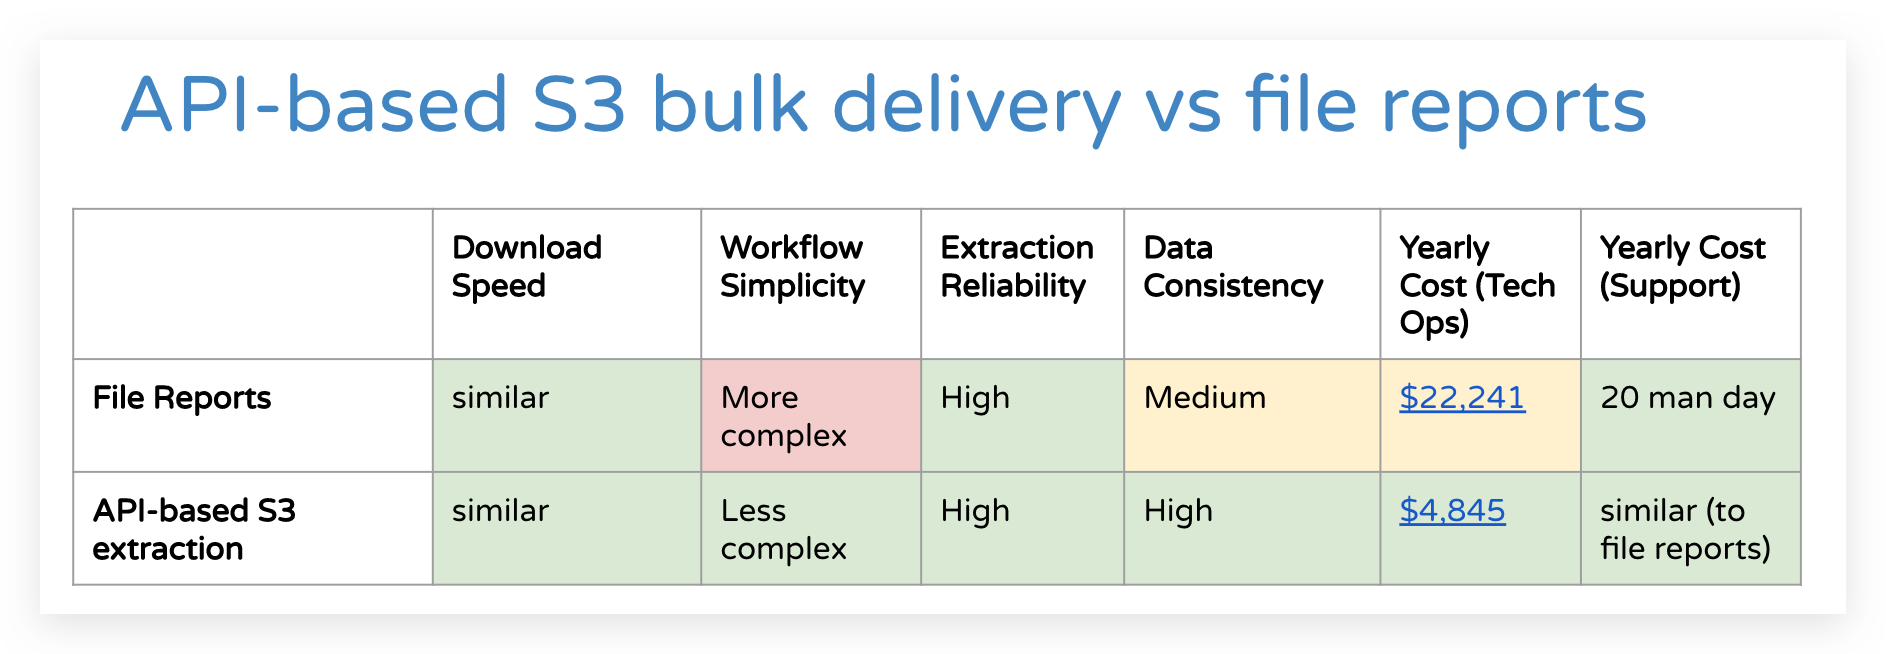 API-based S3 bulk delivery vs file reports
Download
Speed
Workflow
Simplicity
Extraction
Reliability
Data
Consistency
Yearly
Cost (Tech
Ops)
Yearly Cost
(Support)
File Reports
similar
More
complex
High
Medium
$22,241
20 man day
API-based S3
extraction
similar
Less
complex
High
High
$4,845
similar (to
file reports)